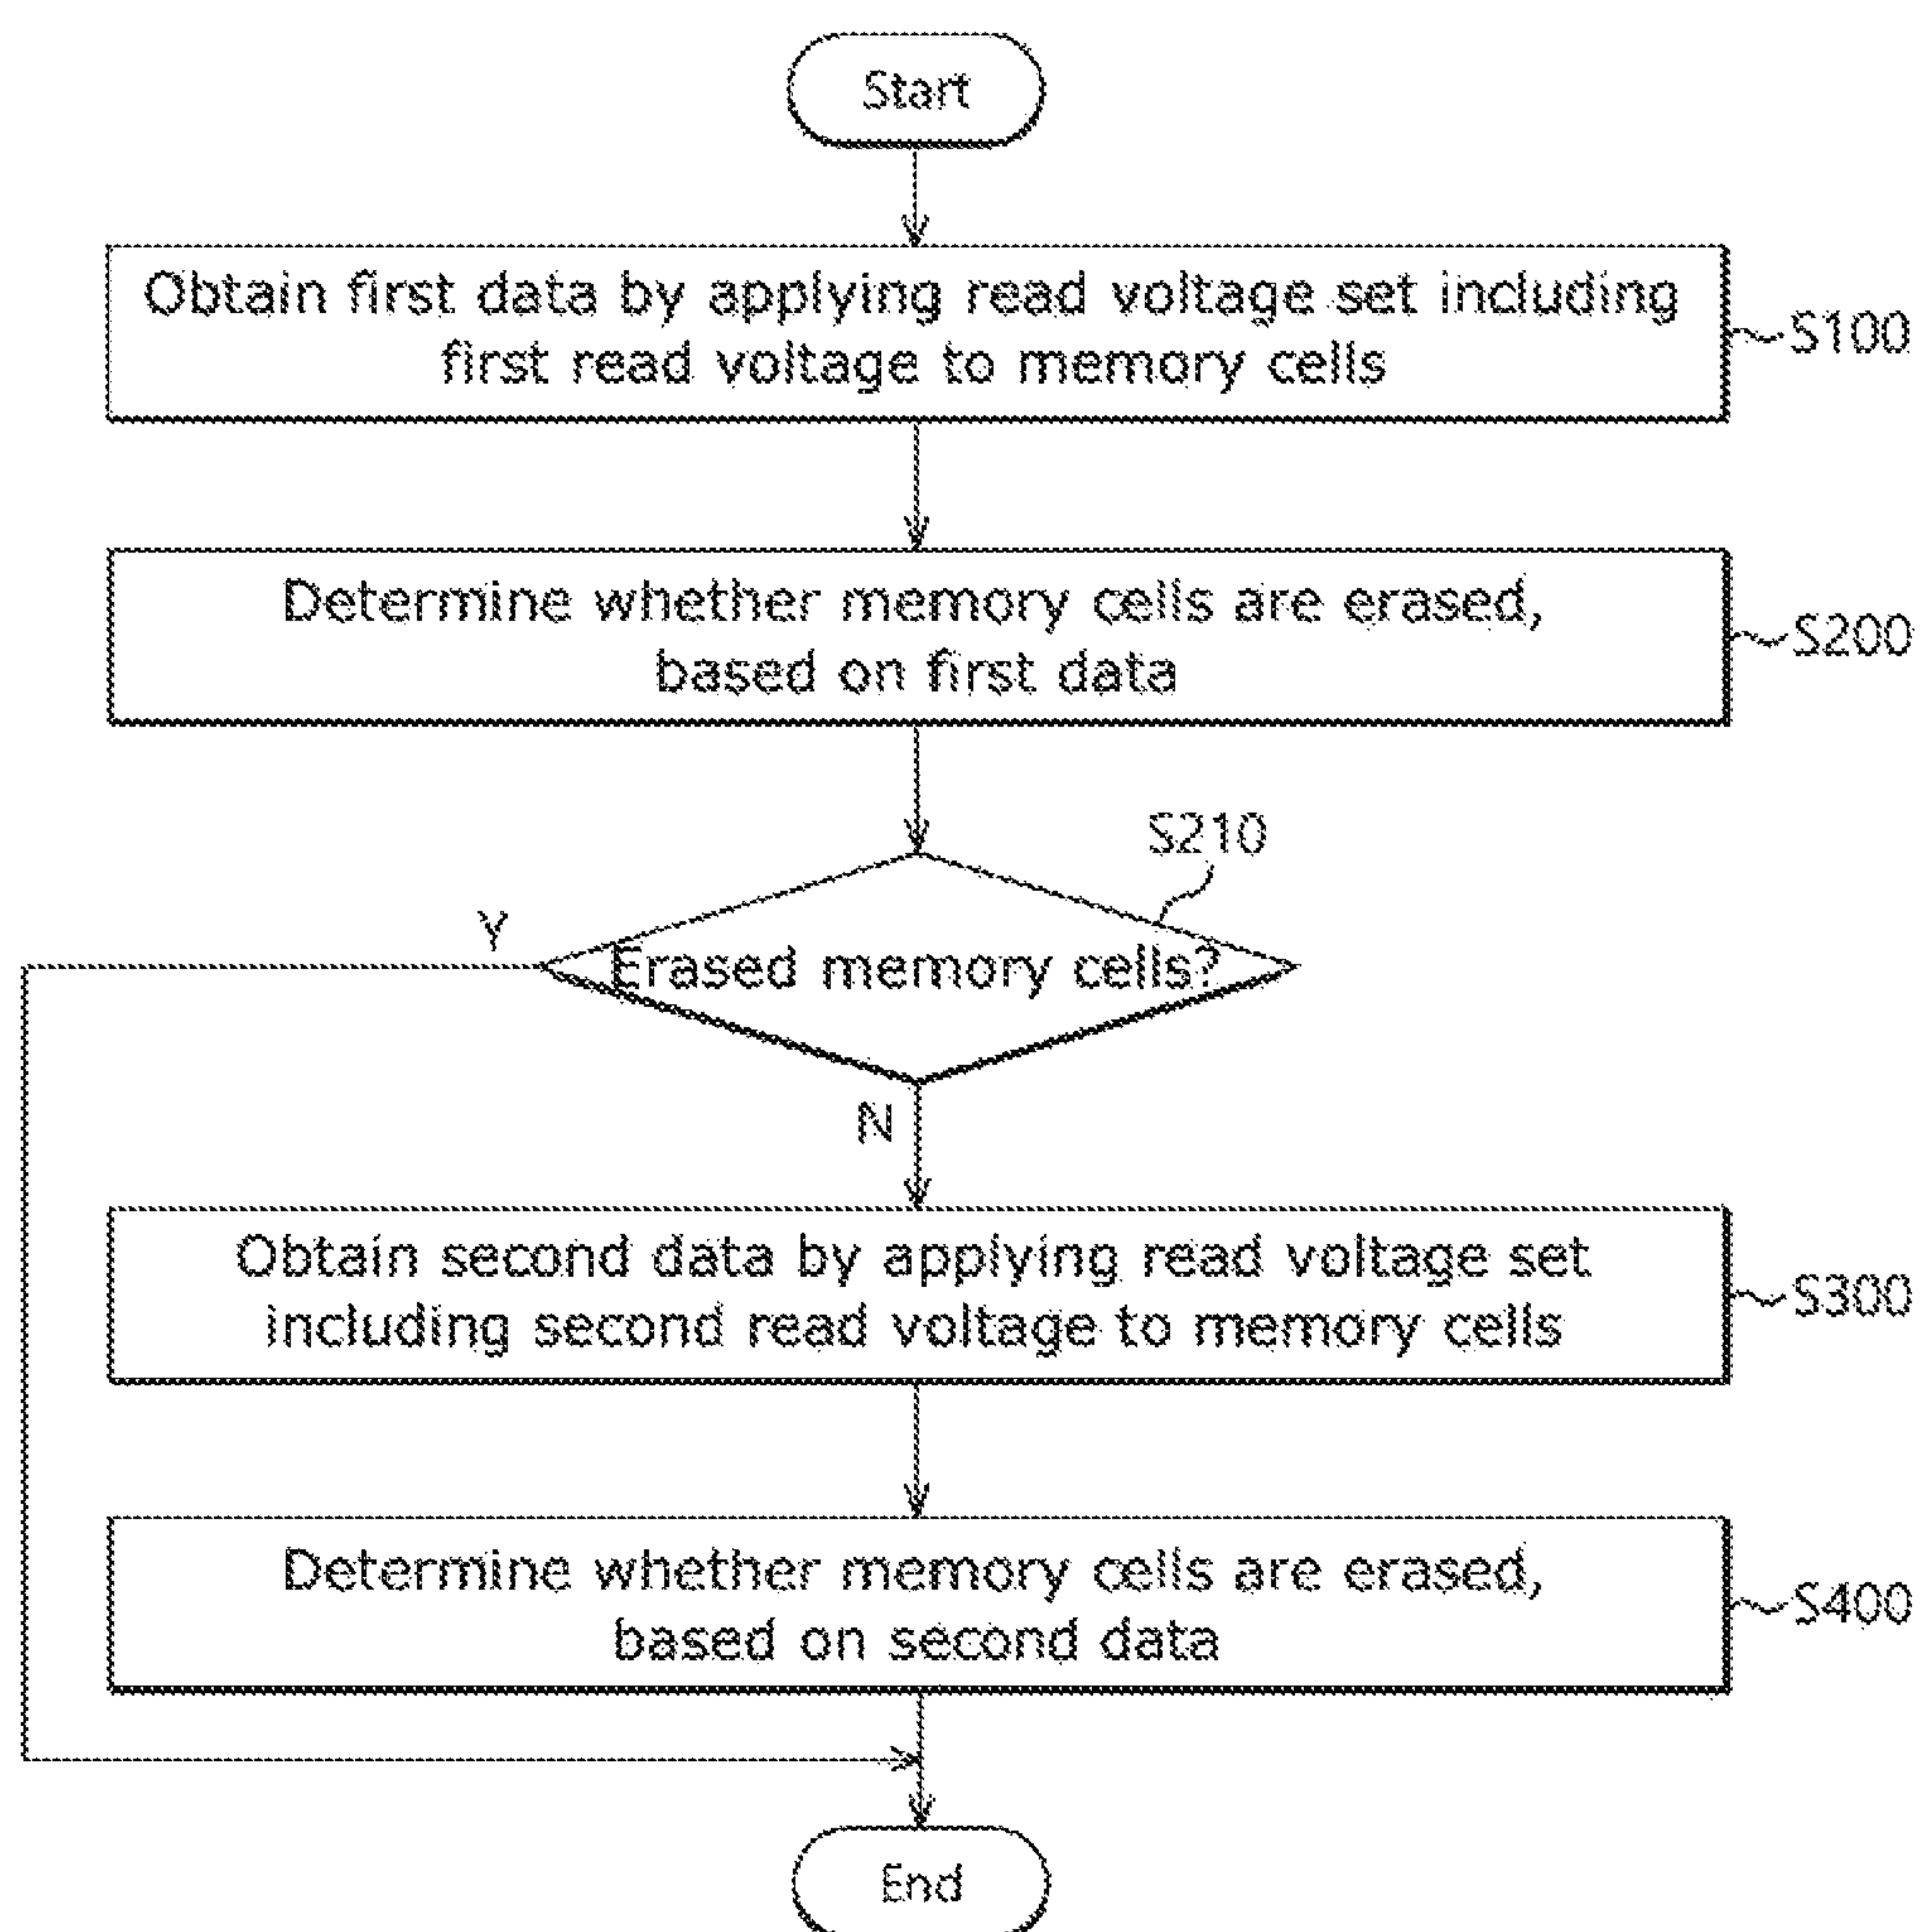 Start
Obtain first data by applying read voltage set including
first read voltage to memory cells
S100
Determine whether memory cells are erased,
based on first data
S200
S210
Y
Erased memory cells?
N
Obtain second data by applying read voltage set
including second read voltage to memory cells
S300
Determine whether memory cells are erased,
based on second data
S400
End